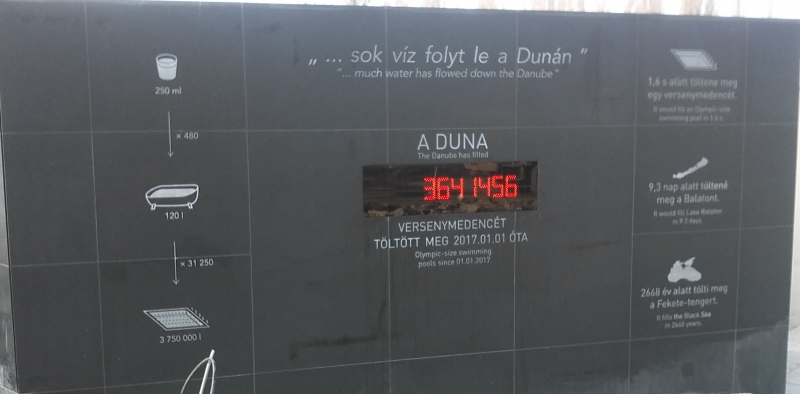 „ ... sok víz folyt le a Dunán ”
"... much water has flowed down the Danube"
250 ml
× 480
120 l
× 31 250
3 750 000 l
A DUNA
The Danube has filled
3641456
VERSENYMEDENCÉT
TÖLTÖTT MEG 2017.01.01 ÓTA
Olympic-size swimming
pools since 01.01.2017
1,6 s alatt töltene meg
egy versenymedencét.
It would fill an Olympic-size
swimming pool in 1.6 s.
9,3 nap alatt töltené
meg a Balatont.
It would fill Lake Balaton
in 9.3 days.
2668 év alatt tölti meg
a Fekete-tengert.
It fills the Black Sea
in 2668 years.